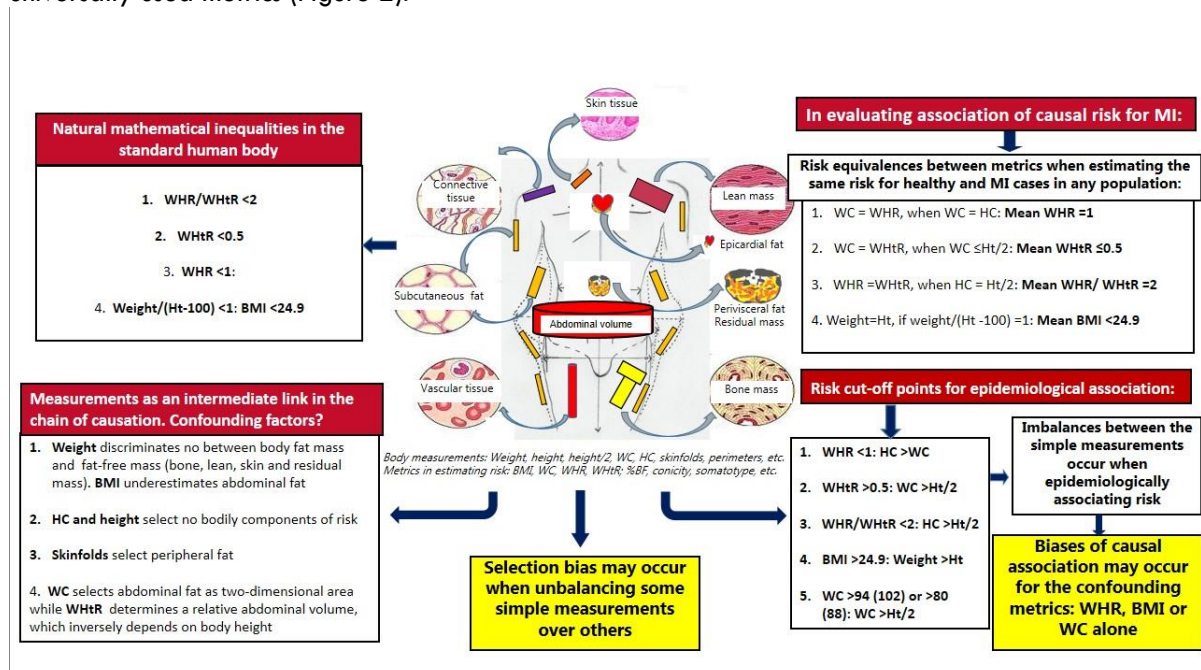 universally used metrics (Figure 2).
Natural mathematical inequalities in the
standard human body
1. WHR/WHtR <2
2. WHtR <0.5
3. WHR <1:
4. Weight/(Ht-100) <1: BMI <24.9
Skin tissue
Connective
tissue
Subcutaneous fat
Vascular tissue
Lean mass
Epicardial fat
Perivisceral fat
Residual mass
Abdominal volume
Bone mass
Body measurements: Weight, height, height/2, WC, HC, skinfolds, perimeters, etc.
Metrics in estimating risk: BMI, WC, WHR, WHtR; %BF, conicity, somatotype, etc.
In evaluating association of causal risk for MI:
Risk equivalences between metrics when estimating the
same risk for healthy and MI cases in any population:
1. WC = WHR, when WC = HC: Mean WHR =1
2. WC = WHtR, when WC ≤Ht/2: Mean WHtR ≤0.5
3. WHR =WHtR, when HC = Ht/2: Mean WHR/ WHtR =2
4. Weight=Ht, if weight/(Ht -100) =1: Mean BMI <24.9
Measurements as an intermediate link in the
chain of causation. Confounding factors?
1. Weight discriminates no between body fat mass
and fat-free mass (bone, lean, skin and residual
mass). BMI underestimates abdominal fat
2. HC and height select no bodily components of risk
3. Skinfolds select peripheral fat
4. WC selects abdominal fat as two-dimensional area
while WHtR determines a relative abdominal volume,
which inversely depends on body height
Selection bias may occur
when unbalancing some
simple measurements
over others
Risk cut-off points for epidemiological association:
1. WHR <1: HC >WC
2. WHtR >0.5: WC >Ht/2
3. WHR/WHtR <2: HC >Ht/2
4. BMI >24.9: Weight >Ht
5. WC >94 (102) or >80
(88): WC >Ht/2
Imbalances between the
simple measurements
occur when
epidemiologically
associating risk
Biases of causal
association may occur
for the confounding
metrics: WHR, BMI or
WC alone